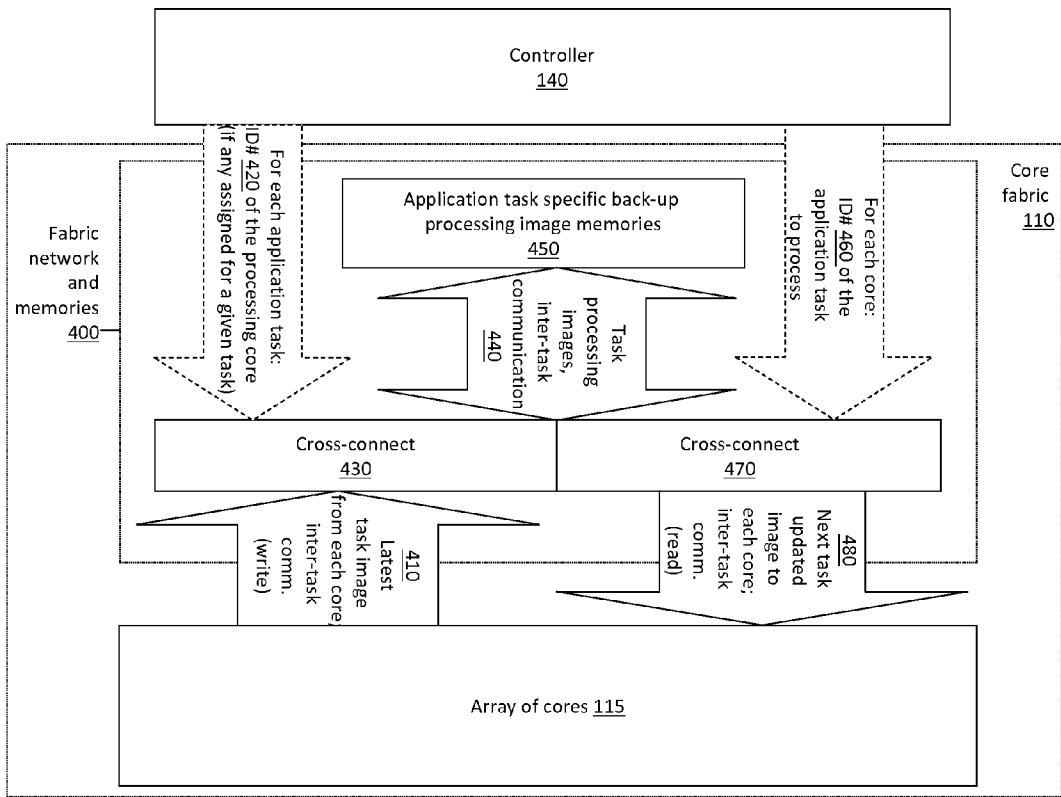 Controller
140
Core
fabric
110
Fabric
network
and
memories
400
For each application task:
ID# 420 of the processing core
(if any assigned for a given task)
Application task specific back-up
processing image memories
450
For each core:
ID# 460 of the
application task
to process
Task
processing
images,
inter-task
communication
440
Cross-connect
430
Cross-connect
470
410
Latest
task image
from each core;
inter-task
comm.
(write)
480
Next task
updated
image to
each core;
inter-task
comm.
(read)
Array of cores 115